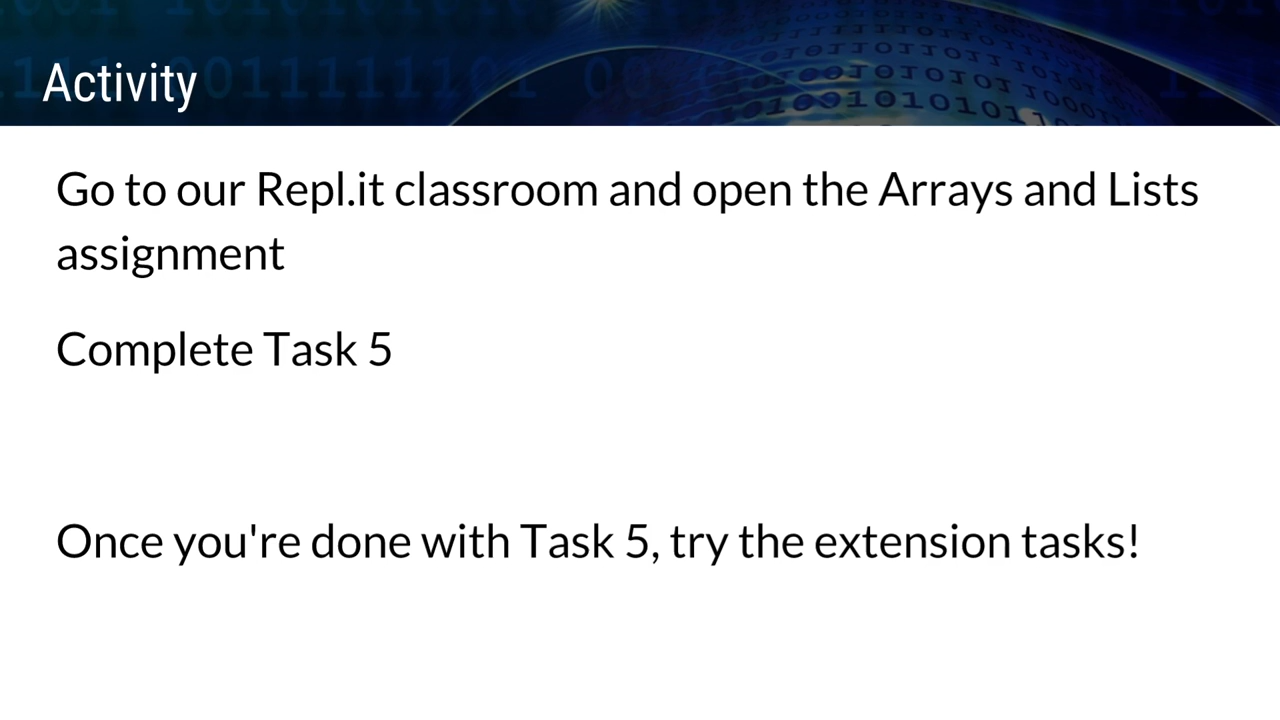 Activity
Go to our Repl.it classroom and open the Arrays and Lists
assignment
Complete Task 5
Once you're done with Task 5, try the extension tasks!